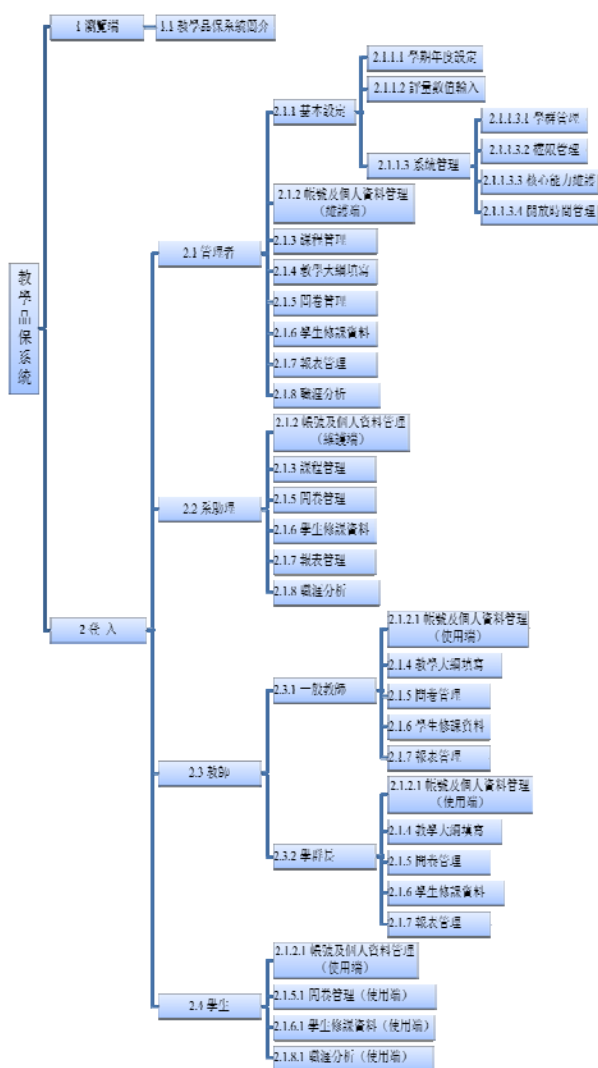 教學品保系統
1 瀏覽端
1.1 教學品保系統簡介
2 登入
2.1 管理者
2.1.1 基本設定
2.1.1.1 學期年度設定
2.1.1.2 評量數值輸入
2.1.1.3 系統管理
2.1.1.3.1 學群管理
2.1.1.3.2 權限管理
2.1.1.3.3 核心能力維護
2.1.1.3.4 開放時間管理
2.1.2 帳號及個人資料管理
(維護端)
2.1.3 課程管理
2.1.4 教學大綱填寫
2.1.5 問卷管理
2.1.6 學生修課資料
2.1.7 報表管理
2.1.8 職涯分析
2.2 系助理
2.1.2 帳號及個人資料管理
(維護端)
2.1.3 課程管理
2.1.5 問卷管理
2.1.6 學生修課資料
2.1.7 報表管理
2.1.8 職涯分析
2.3 教師
2.3.1 一般教師
2.1.2.1 帳號及個人資料管理
(使用端)
2.1.4 教學大綱填寫
2.1.5 問卷管理
2.1.6 學生修課資料
2.1.7 報表管理
2.3.2 學群長
2.1.2.1 帳號及個人資料管理
(使用端)
2.1.4 教學大綱填寫
2.1.5 問卷管理
2.1.6 學生修課資料
2.1.7 報表管理
2.4 學生
2.1.2.1 帳號及個人資料管理
(使用端)
2.1.5.1 問卷管理(使用端)
2.1.6.1 學生修課資料(使用端)
2.1.8.1 職涯分析(使用端)